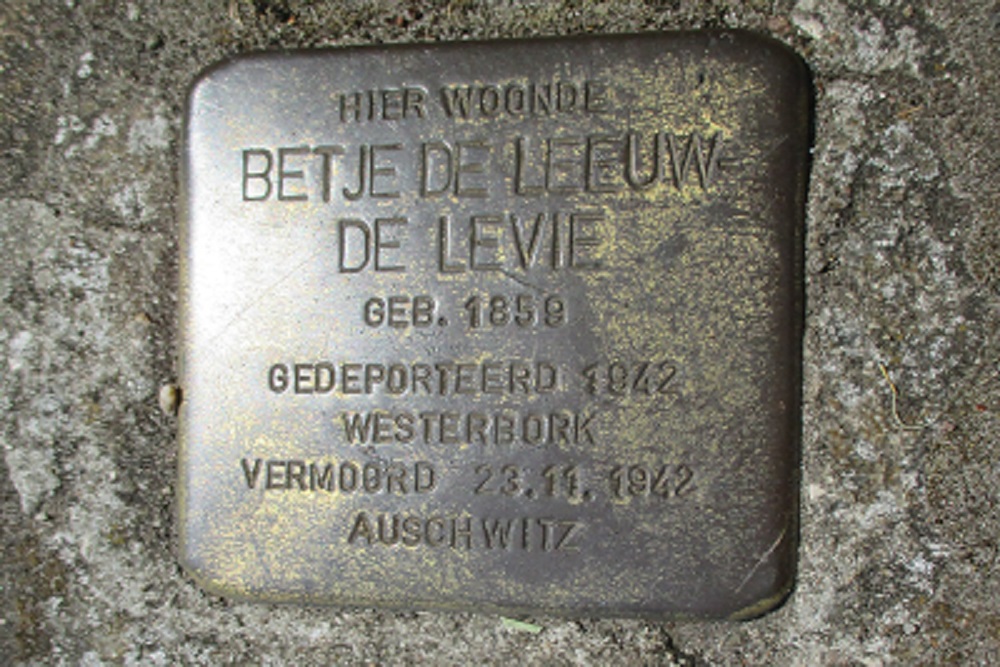 HIER WOONDE
BETJE DE LEEUW-
DE LEVIE
GEB. 1859
GEDEPORTEERD 1942
WESTERBORK
VERMOORD 23.11.1942
AUSCHWITZ